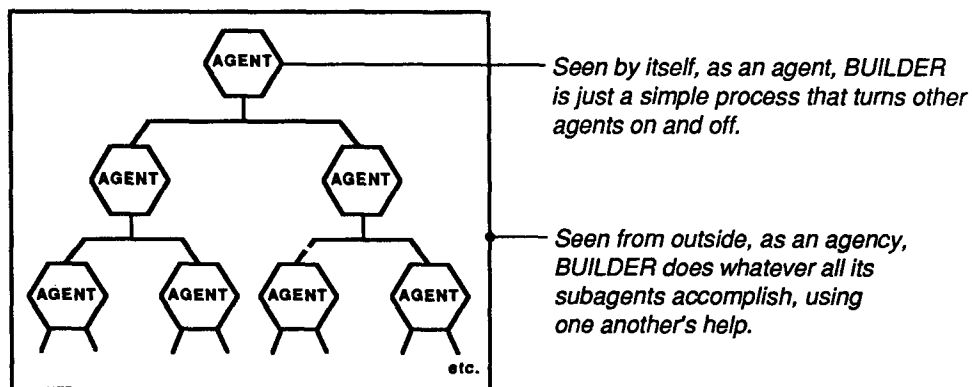 AGENT
Seen by itself, as an agent, BUILDER
is just a simple process that turns other
agents on and off.
AGENT
AGENT
Seen from outside, as an agency,
BUILDER does whatever all its
subagents accomplish, using
one another's help.
AGENT
AGENT
AGENT
AGENT
etc.